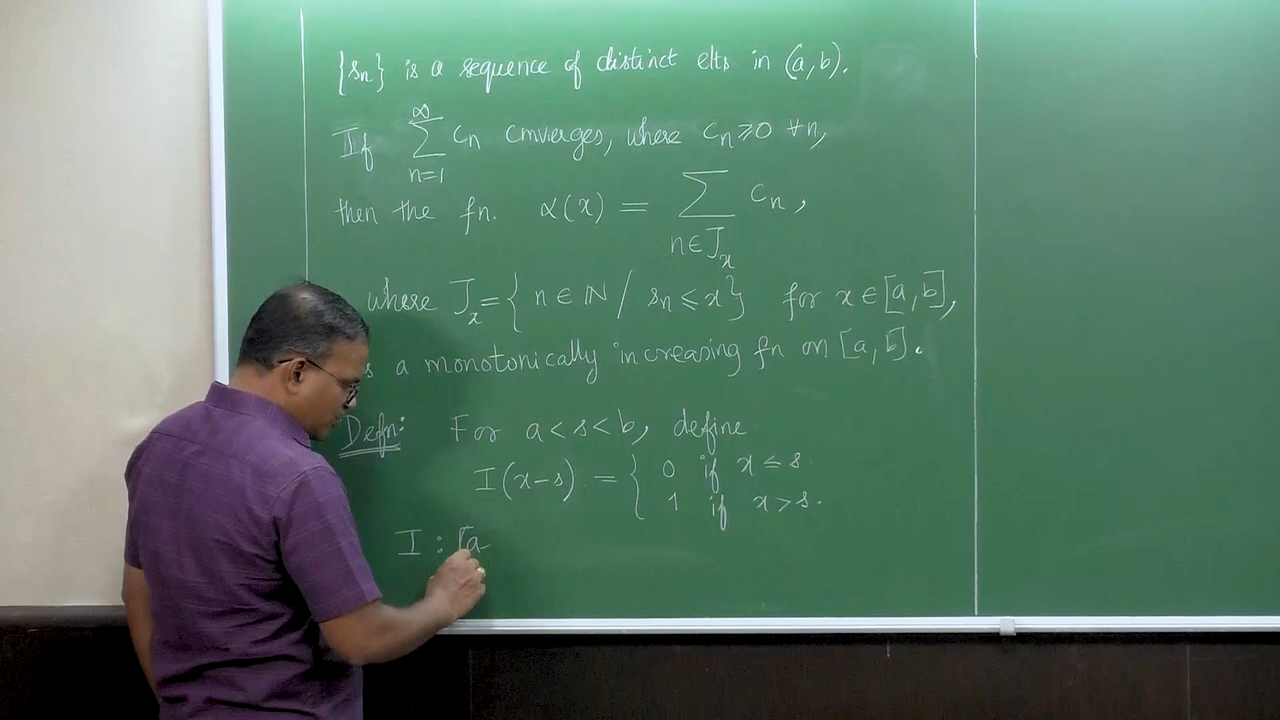 {sₙ} is a sequence of distinct elts in (a, b).
If ∑_{n=1}^{∞} cₙ converges, where cₙ ⩾ 0 ∀n,
then the fn. α(x) = ∑_{n∈Jₓ} cₙ,
where Jₓ = { n ∈ ℕ / sₙ ⩽ x } for x ∈ [a, b],
a monotonically increasing fn on [a, b].
Defn: For a < s < b, define
I(x-s) = { 0 if x ≤ s.
1 if x > s.
I : [a